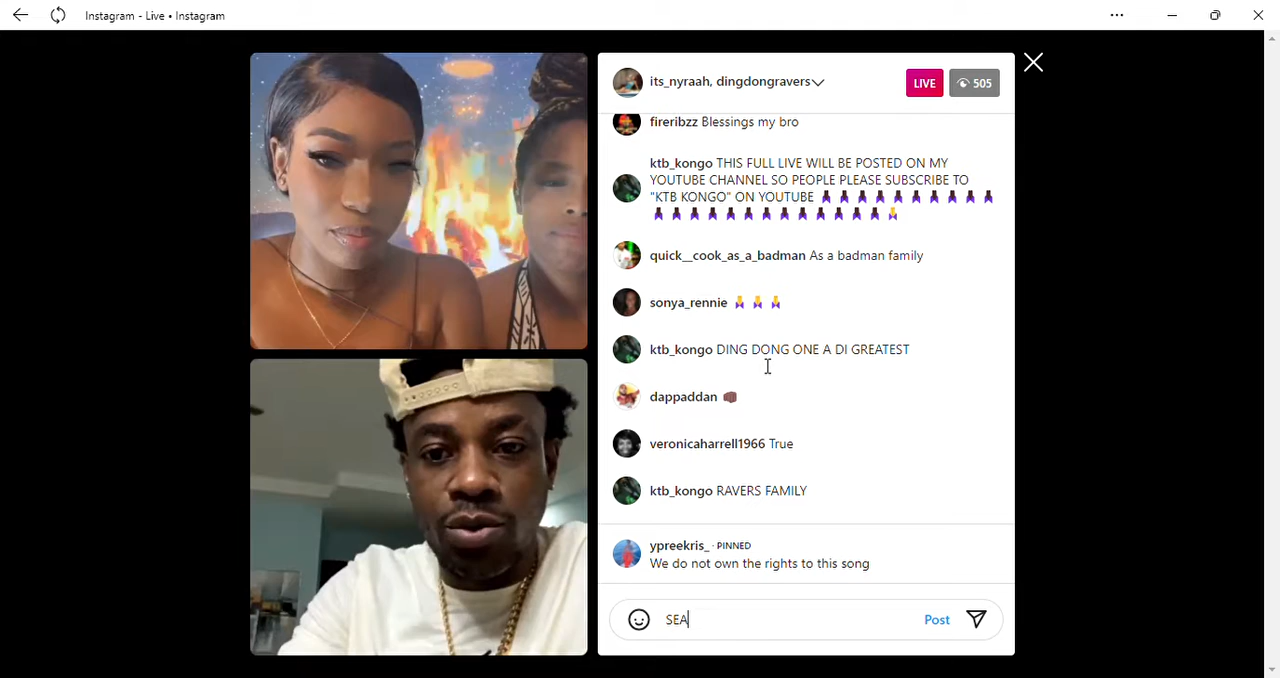 Instagram - Live • Instagram
its_nyraah, dingdongravers
LIVE
505
fireribzz Blessings my bro
ktb_kongo THIS FULL LIVE WILL BE POSTED ON MY
YOUTUBE CHANNEL SO PEOPLE PLEASE SUBSCRIBE TO
"KTB KONGO" ON YOUTUBE
quick__cook_as_a_badman As a badman family
sonya_rennie
ktb_kongo DING DONG ONE A DI GREATEST
dappaddan
veronicaharrell1966 True
ktb_kongo RAVERS FAMILY
ypreekris_ · PINNED
We do not own the rights to this song
SEA
Post